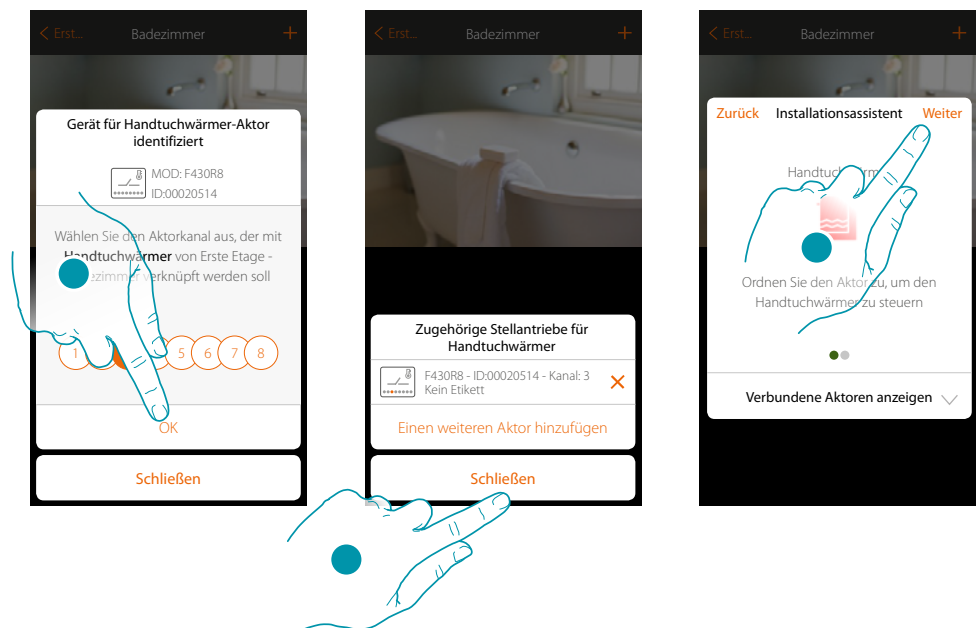 Erst...
Badezimmer
+
Gerät für Handtuchwärmer-Aktor
identifiziert
MOD: F430R8
ID:00020514
Wählen Sie den Aktorkanal aus, der mit
Handtuchwärmer von Erste Etage -
verknüpft werden soll
1
5
6
7
8
OK
Schließen
Erst...
Badezimmer
+
Zugehörige Stellantriebe für
Handtuchwärmer
F430R8 - ID:00020514 - Kanal: 3
Kein Etikett
Einen weiteren Aktor hinzufügen
Schließen
Erst...
Badezimmer
+
Zurück Installationsassistent Weiter
Ordnen Sie den Aktor zu, um den
Handtuchwärmer zu steuern
Verbundene Aktoren anzeigen